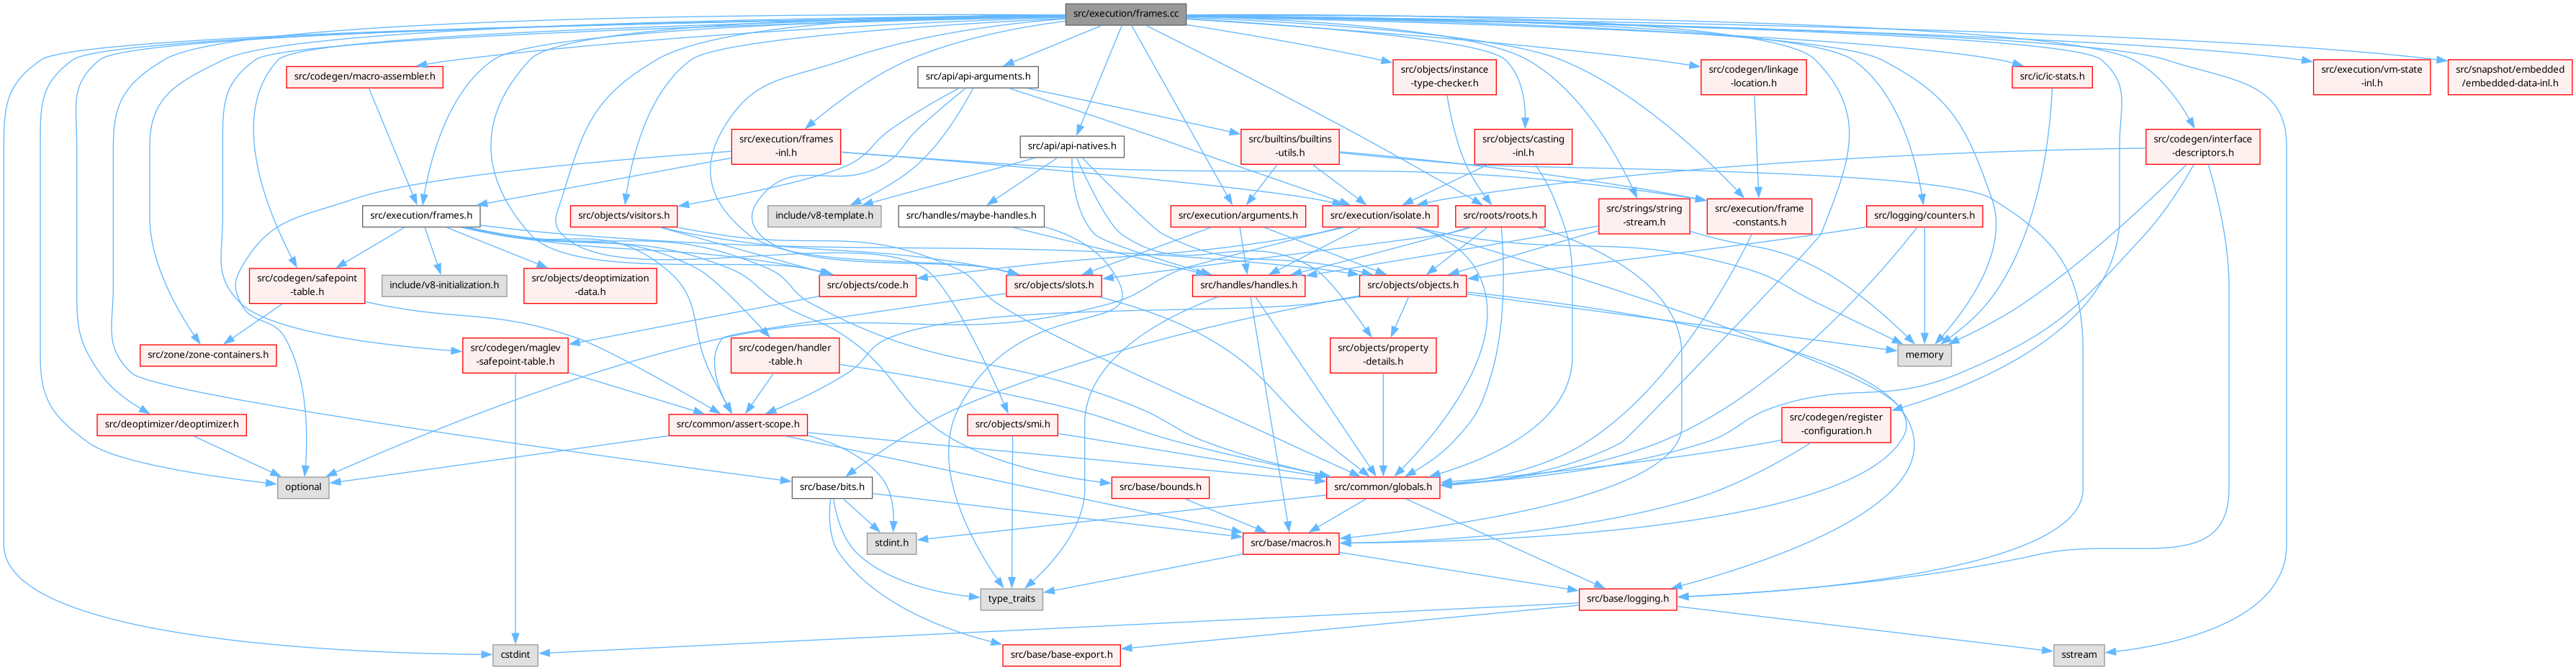 src/execution/frames.cc
src/codegen/macro-assembler.h
src/api/api-arguments.h
src/objects/instance
-type-checker.h
src/codegen/linkage
-location.h
src/ic/ic-stats.h
src/execution/vm-state
-inl.h
src/snapshot/embedded
/embedded-data-inl.h
src/execution/frames
-inl.h
src/api/api-natives.h
src/builtins/builtins
-utils.h
src/objects/casting
-inl.h
src/codegen/interface
-descriptors.h
src/execution/frames.h
src/objects/visitors.h
include/v8-template.h
src/handles/maybe-handles.h
src/execution/arguments.h
src/execution/isolate.h
src/roots/roots.h
src/strings/string
-stream.h
src/execution/frame
-constants.h
src/logging/counters.h
src/codegen/safepoint
-table.h
include/v8-initialization.h
src/objects/deoptimization
-data.h
src/objects/code.h
src/objects/slots.h
src/handles/handles.h
src/objects/objects.h
src/zone/zone-containers.h
src/codegen/maglev
-safepoint-table.h
src/codegen/handler
-table.h
src/objects/property
-details.h
memory
src/deoptimizer/deoptimizer.h
src/common/assert-scope.h
src/objects/smi.h
src/codegen/register
-configuration.h
optional
src/base/bits.h
src/base/bounds.h
src/common/globals.h
stdint.h
src/base/macros.h
type_traits
src/base/logging.h
cstdint
src/base/base-export.h
sstream